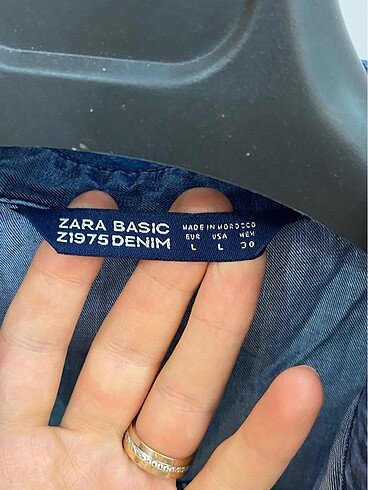 ZARA BASIC
Z1975 DENIM
MADE IN MOROCCO
EUR USA MEX
L L 30